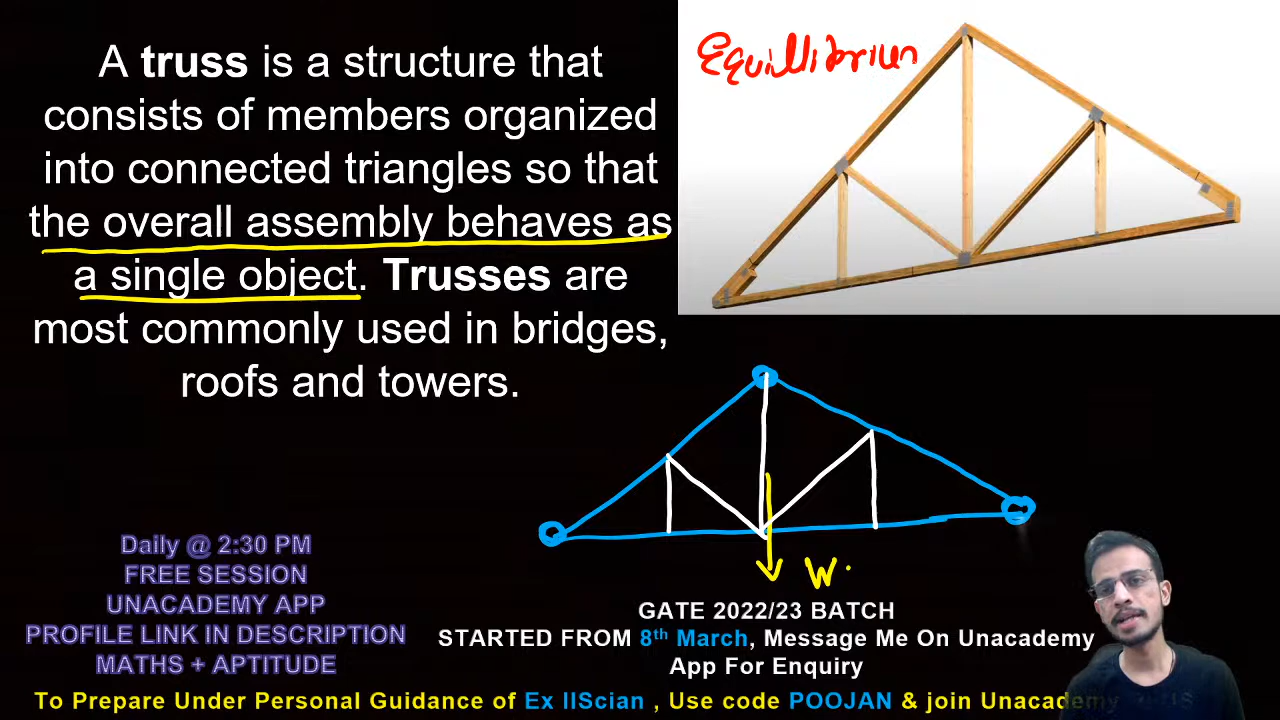 A truss is a structure that
consists of members organized
into connected triangles so that
the overall assembly behaves as
a single object. Trusses are
most commonly used in bridges,
roofs and towers.
Equillibrium
W
Daily @ 2:30 PM
FREE SESSION
UNACADEMY APP
PROFILE LINK IN DESCRIPTION
MATHS + APTITUDE
GATE 2022/23 BATCH
STARTED FROM 8th March, Message Me On Unacademy
App For Enquiry
To Prepare Under Personal Guidance of Ex IIScian , Use code POOJAN & join Unacademy